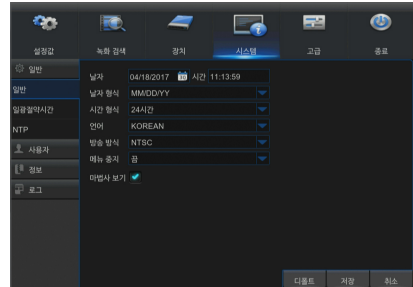 설정값 녹화 검색 장치 시스템 고급 종료
일반
일반
일광절약시간
NTP
사용자
정보
로그
날자 04/18/2017 시간 11:13:59
날자 형식 MM/DD/YY
시간 형식 24시간
언어 KOREAN
방송 방식 NTSC
메뉴 중지 끔
마법사 보기
디폴트 저장 취소